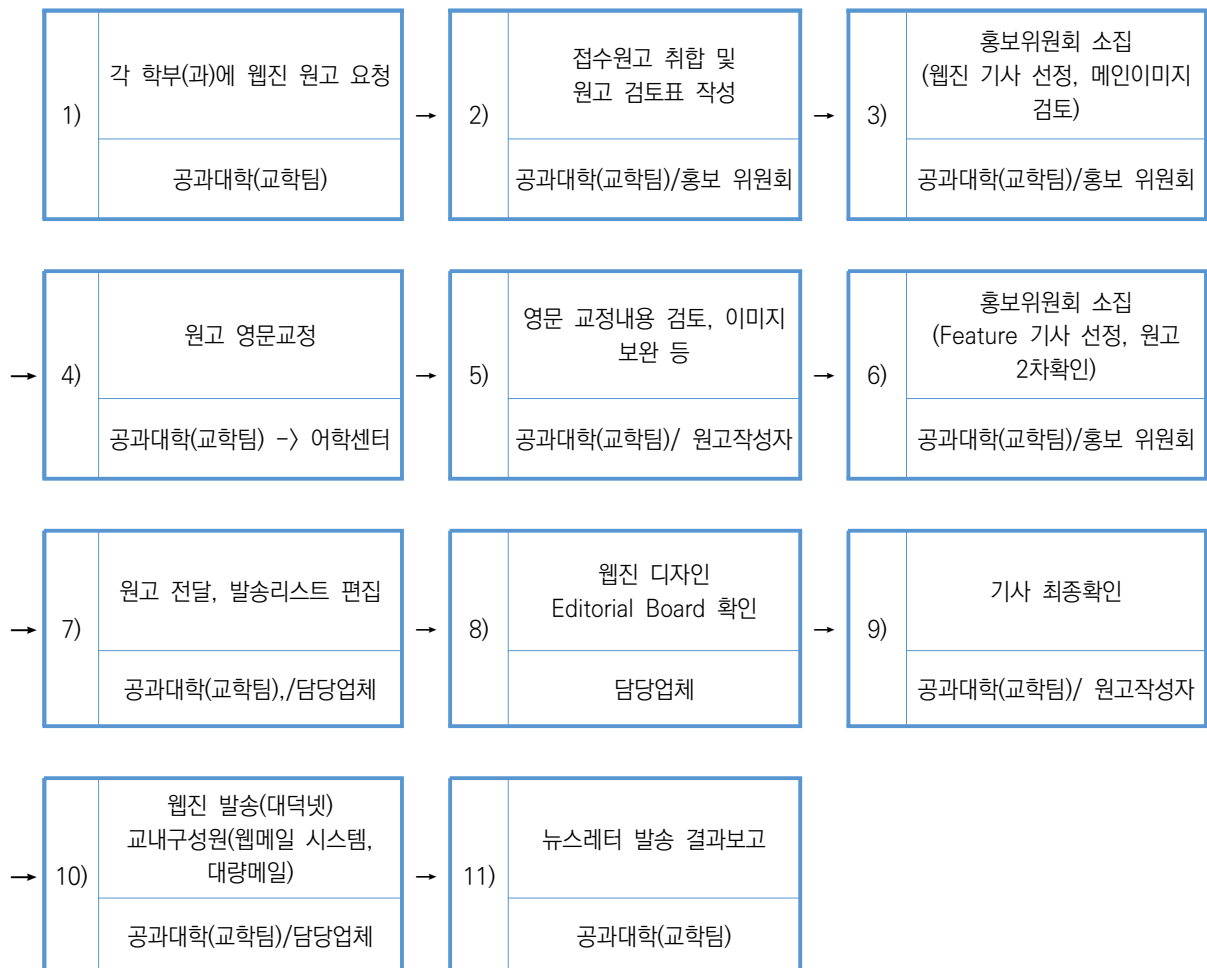 1)
각 학부(과)에 웹진 원고 요청
공과대학(교학팀)
→
2)
접수원고 취합 및
원고 검토표 작성
공과대학(교학팀)/홍보 위원회
→
3)
홍보위원회 소집
(웹진 기사 선정, 메인이미지
검토)
공과대학(교학팀)/홍보 위원회
→
4)
원고 영문교정
공과대학(교학팀) -> 어학센터
→
5)
영문 교정내용 검토, 이미지
보완 등
공과대학(교학팀)/ 원고작성자
→
6)
홍보위원회 소집
(Feature 기사 선정, 원고
2차확인)
공과대학(교학팀)/홍보 위원회
→
7)
원고 전달, 발송리스트 편집
공과대학(교학팀),/담당업체
→
8)
웹진 디자인
Editorial Board 확인
담당업체
→
9)
기사 최종확인
공과대학(교학팀)/ 원고작성자
→
10)
웹진 발송(대덕넷)
교내구성원(웹메일 시스템,
대량메일)
공과대학(교학팀)/담당업체
→
11)
뉴스레터 발송 결과보고
공과대학(교학팀)